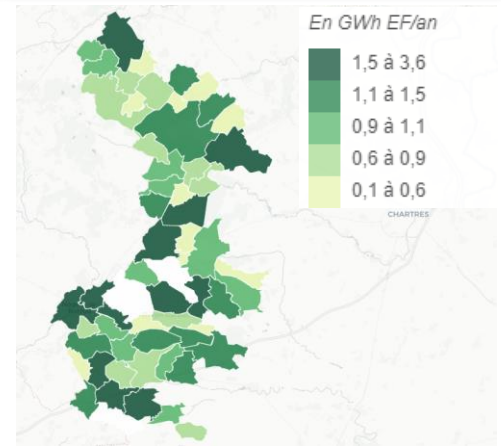 En GWh EF/an
1,5 à 3,6
1,1 à 1,5
0,9 à 1,1
0,6 à 0,9
0,1 à 0,6
CHARTRES